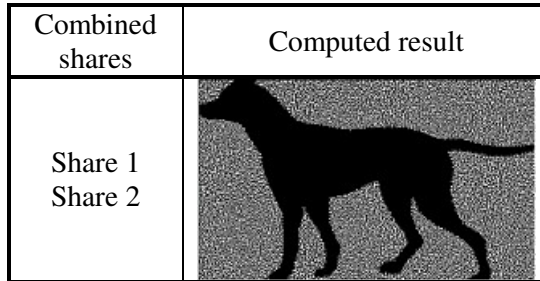 Combined
shares
Computed result
Share 1
Share 2